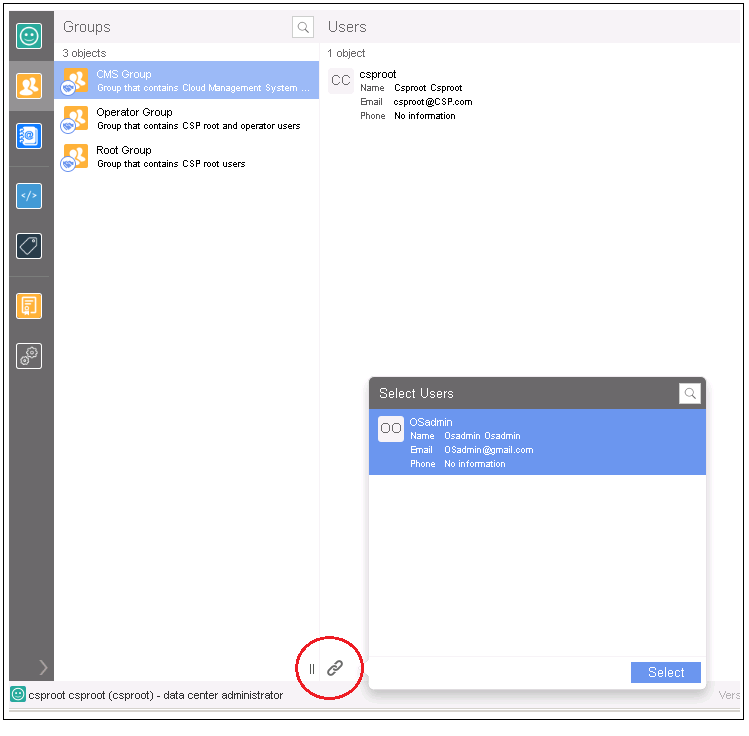 Groups
3 objects
CMS Group
Group that contains Cloud Management System ...
Operator Group
Group that contains CSP root and operator users
Root Group
Group that contains CSP root users
Users
1 object
CC
csproot
Name Csproot Csproot
Email csproot@CSP.com
Phone No information
Select Users
OO
OSadmin
Name Osadmin Osadmin
Email OSadmin@gmail.com
Phone No information
Select
csproot csproot (csproot) - data center administrator
Vers